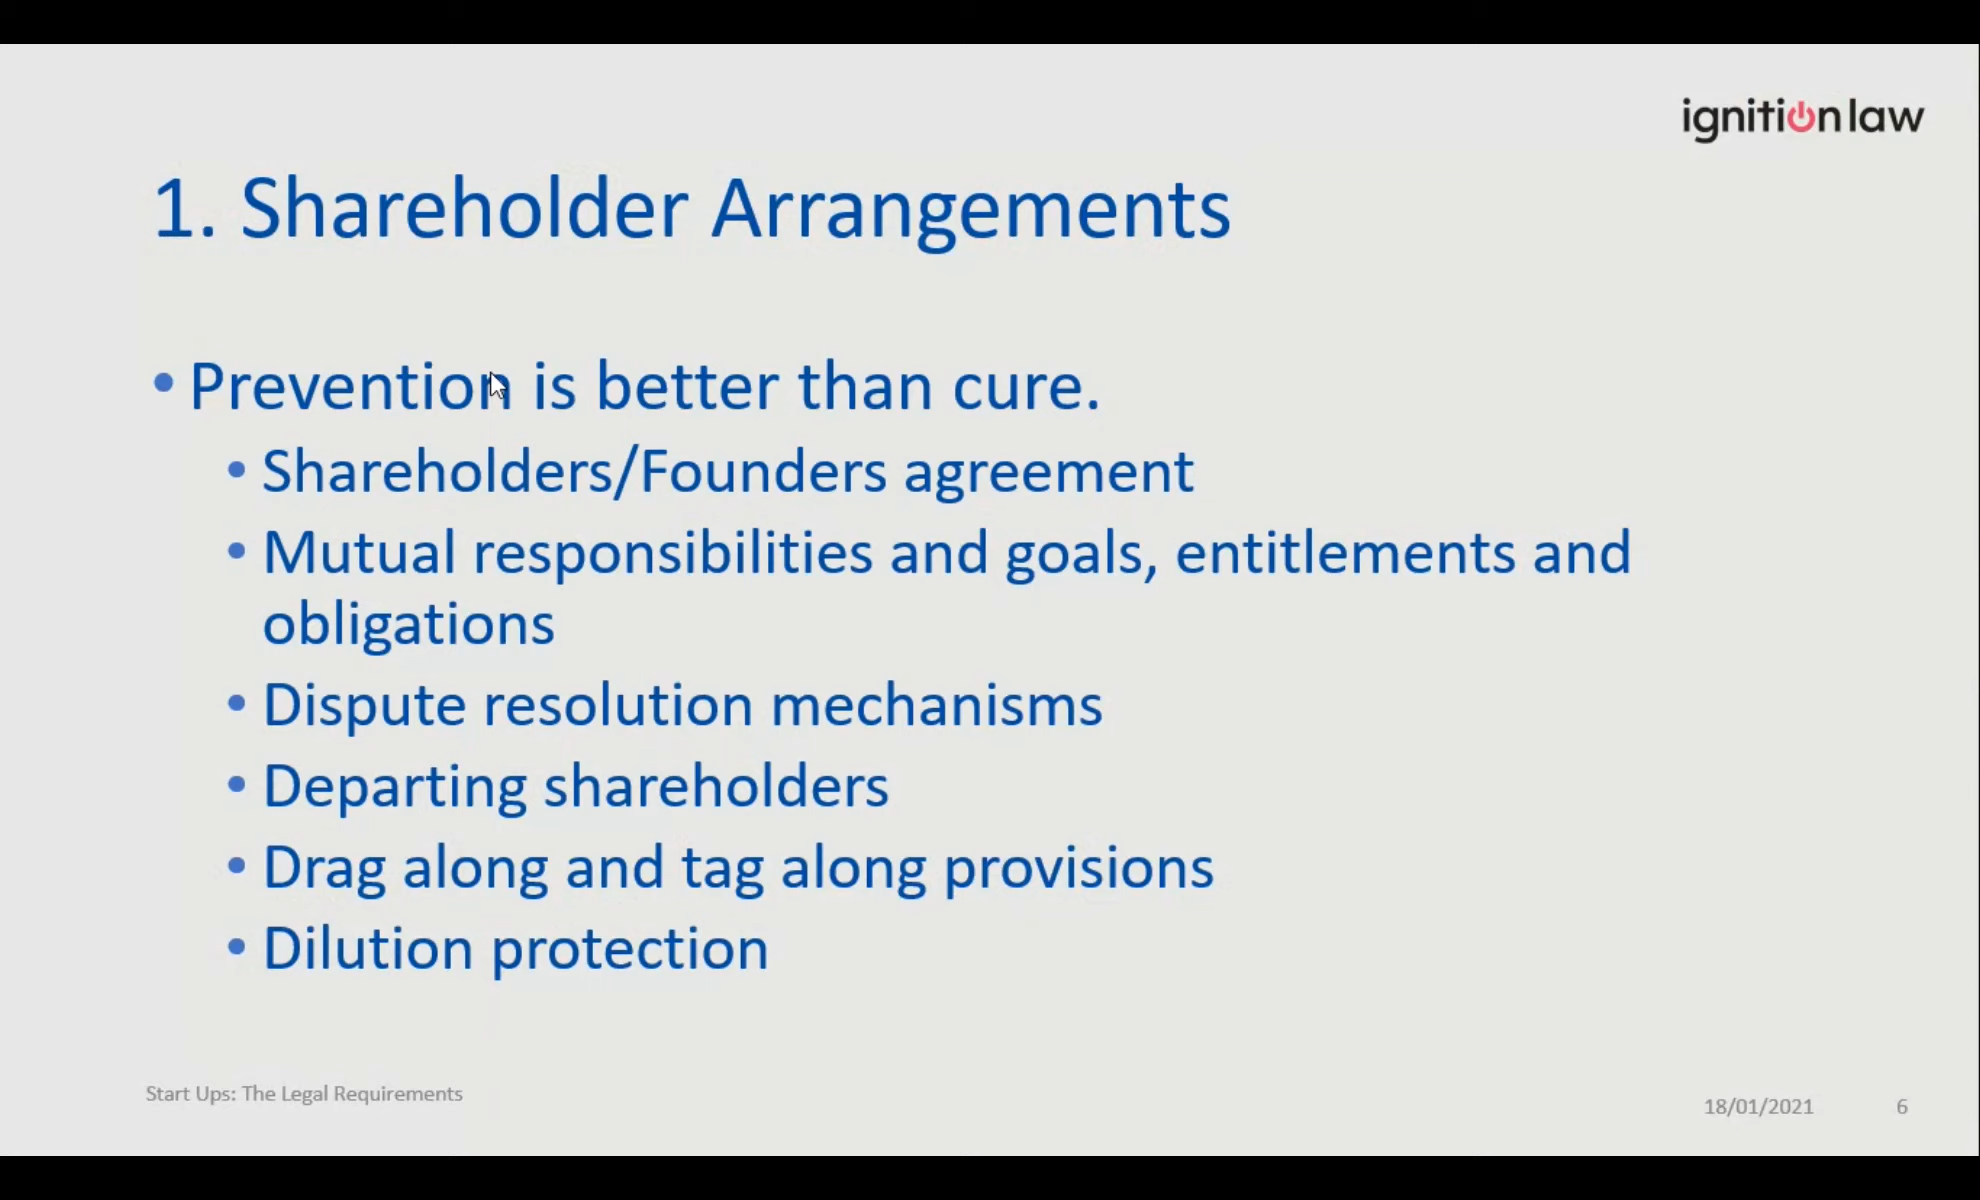 ignition law
1. Shareholder Arrangements
• Prevention is better than cure.
• Shareholders/Founders agreement
• Mutual responsibilities and goals, entitlements and
obligations
• Dispute resolution mechanisms
• Departing shareholders
• Drag along and tag along provisions
• Dilution protection
Start Ups: The Legal Requirements
18/01/2021 6